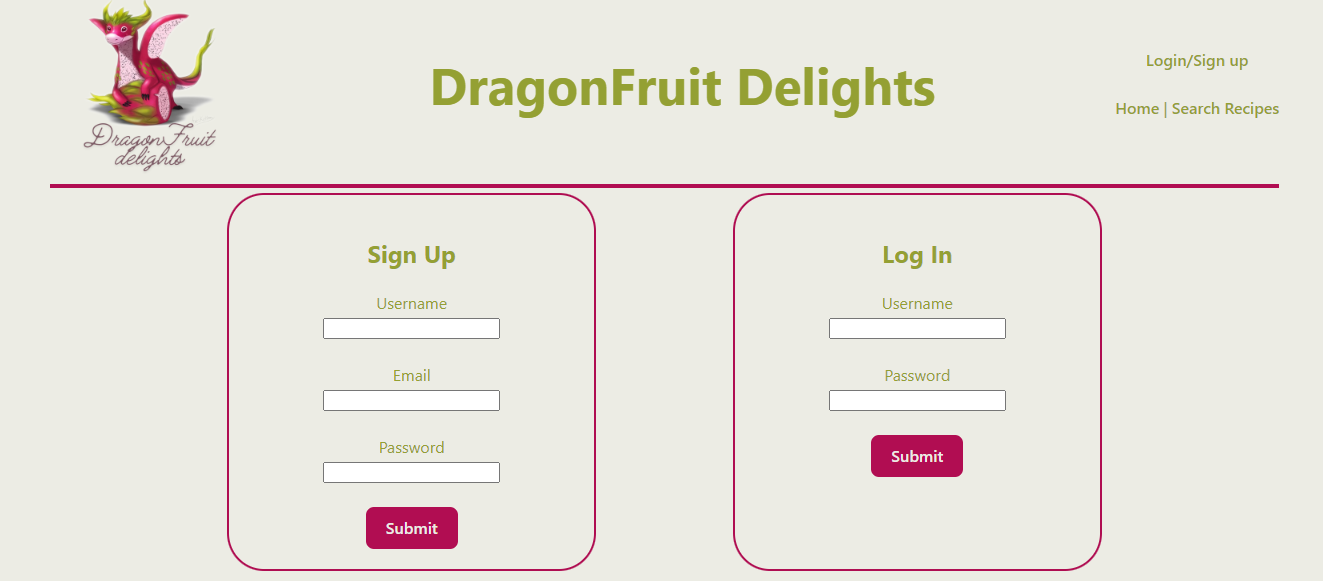 DragonFruit
delights
DragonFruit Delights
Login/Sign up
Home | Search Recipes
Sign Up
Username
Email
Password
Submit
Log In
Username
Password
Submit